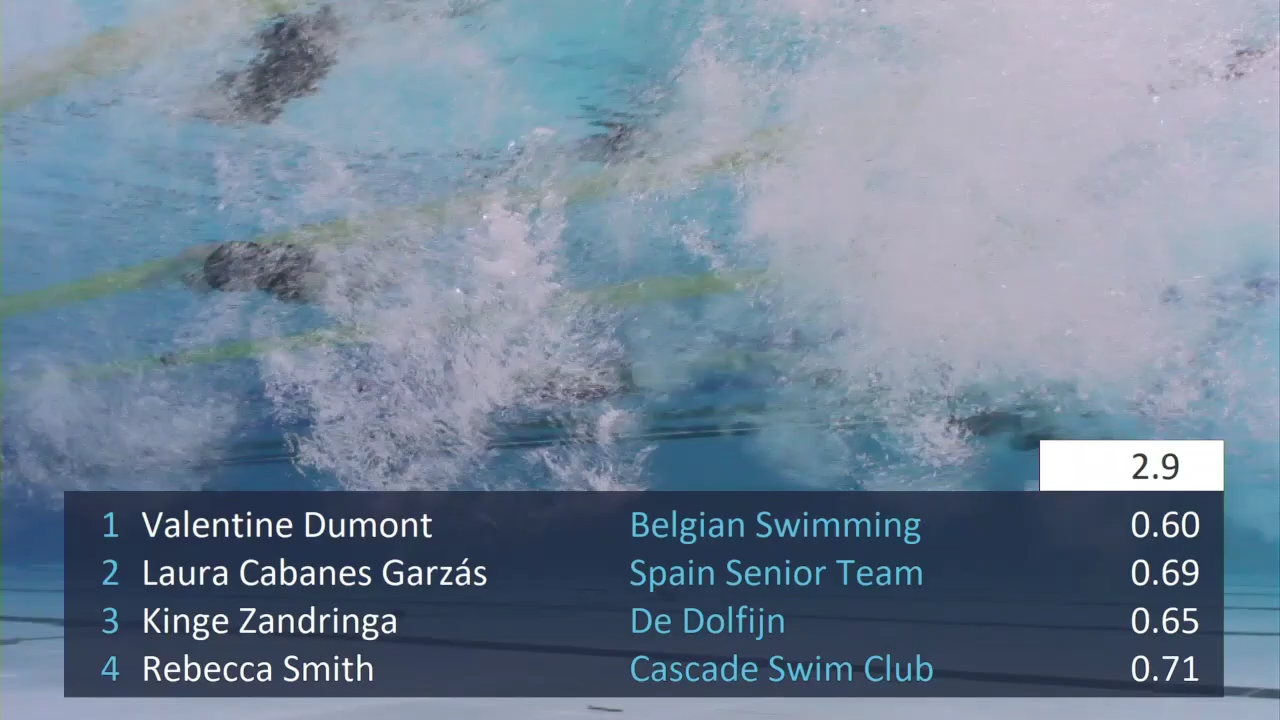 2.9
1 Valentine Dumont Belgian Swimming 0.60
2 Laura Cabanes Garzás Spain Senior Team 0.69
3 Kinge Zandringa De Dolfijn 0.65
4 Rebecca Smith Cascade Swim Club 0.71